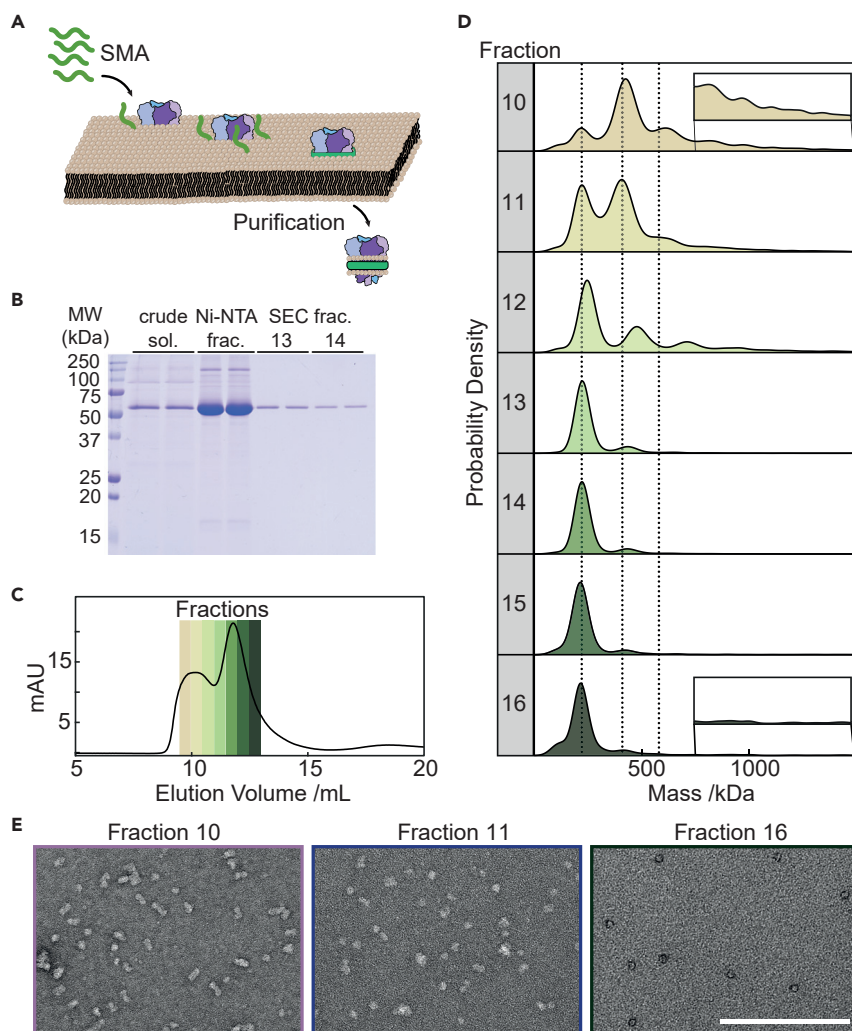 A
SMA
Purification
B
MW
(kDa)
crude
sol.
Ni-NTA
frac.
SEC frac.
13 14
250
100
75
50
37
25
20
15
C
Fractions
mAU
15
5
5 10 15 20
Elution Volume /mL
D
Fraction
10
11
12
13
14
15
16
Probability Density
500 1000
Mass /kDa
E
Fraction 10 Fraction 11 Fraction 16